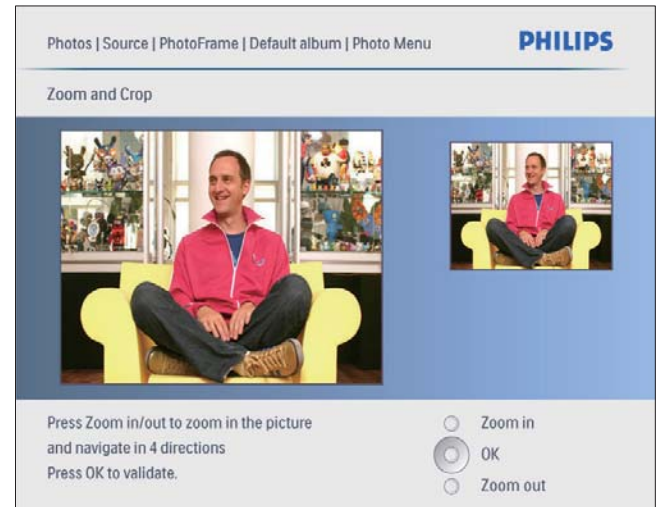 Photos | Source | PhotoFrame | Default album | Photo Menu
PHILIPS
Zoom and Crop
Press Zoom in/out to zoom in the picture
and navigate in 4 directions
Press OK to validate.
Zoom in
OK
Zoom out